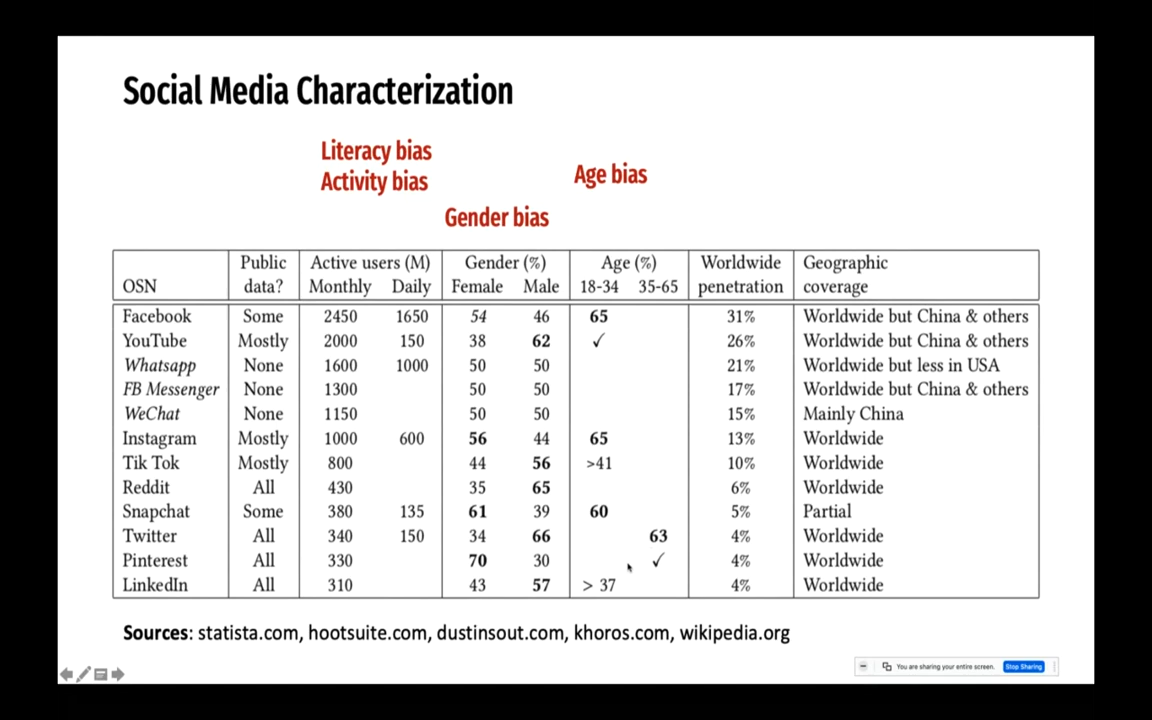 Social Media Characterization
Literacy bias
Activity bias
Age bias
Gender bias
OSN Public data? Active users (M) Monthly Daily Gender (%) Female Male Age (%) 18-34 35-65 Worldwide penetration Geographic coverage
Facebook Some 2450 1650 54 46 65 31% Worldwide but China & others
YouTube Mostly 2000 150 38 62 ✓ 26% Worldwide but China & others
Whatsapp None 1600 1000 50 50 21% Worldwide but less in USA
FB Messenger None 1300 50 50 17% Worldwide but China & others
WeChat None 1150 50 50 15% Mainly China
Instagram Mostly 1000 600 56 44 65 13% Worldwide
Tik Tok Mostly 800 44 56 >41 10% Worldwide
Reddit All 430 35 65 6% Worldwide
Snapchat Some 380 135 61 39 60 5% Partial
Twitter All 340 150 34 66 63 4% Worldwide
Pinterest All 330 70 30 ✓ 4% Worldwide
LinkedIn All 310 43 57 > 37 4% Worldwide
Sources: statista.com, hootsuite.com, dustinsout.com, khoros.com, wikipedia.org
You are sharing your entire screen. Stop Sharing